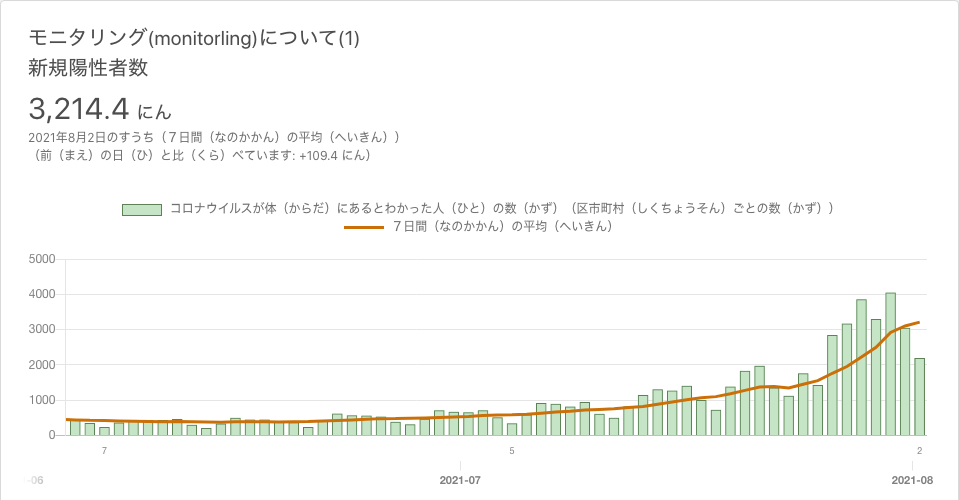 モニタリング(monitorling)について(1)
新規陽性者数
3,214.4 にん
2021年8月2日のすうち（７日間（なのかかん）の平均（へいきん））
（前（まえ）の日（ひ）と比（くら）べています: +109.4 にん）
コロナウイルスが体（からだ）にあるとわかった人（ひと）の数（かず）（区市町村（しくちょうそん）ごとの数（かず））
７日間（なのかかん）の平均（へいきん）
5000
4000
3000
2000
1000
0
7 5 2
-06 2021-07 2021-08